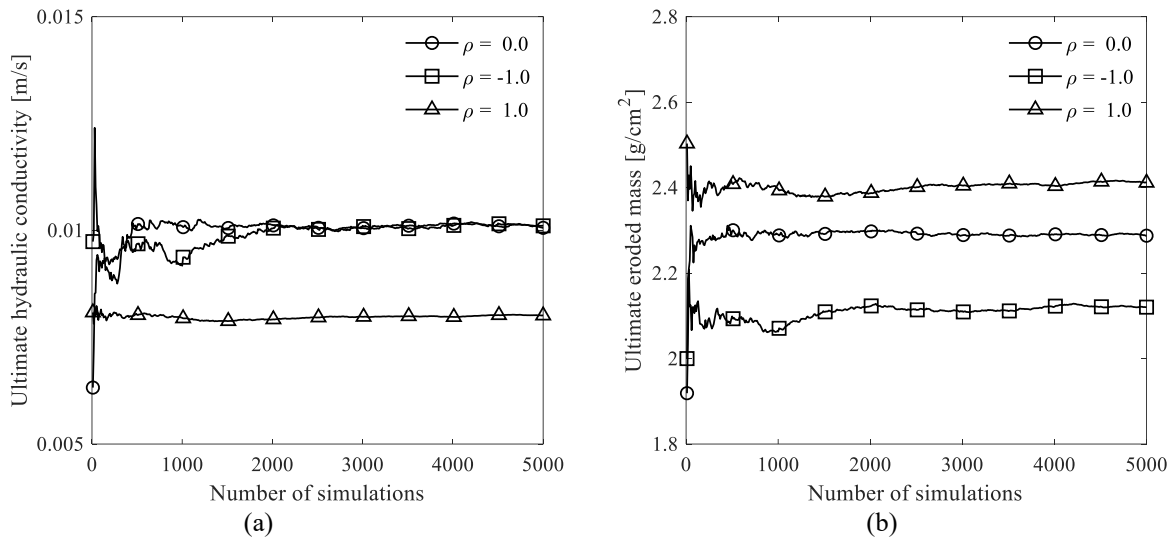 Ultimate hydraulic conductivity [m/s]
0.015
0.01
0.005
ρ = 0.0
ρ = -1.0
ρ = 1.0
0 1000 2000 3000 4000 5000
Number of simulations
(a)
Ultimate eroded mass [g/cm²]
2.8
2.6
2.4
2.2
2
1.8
ρ = 0.0
ρ = -1.0
ρ = 1.0
0 1000 2000 3000 4000 5000
Number of simulations
(b)